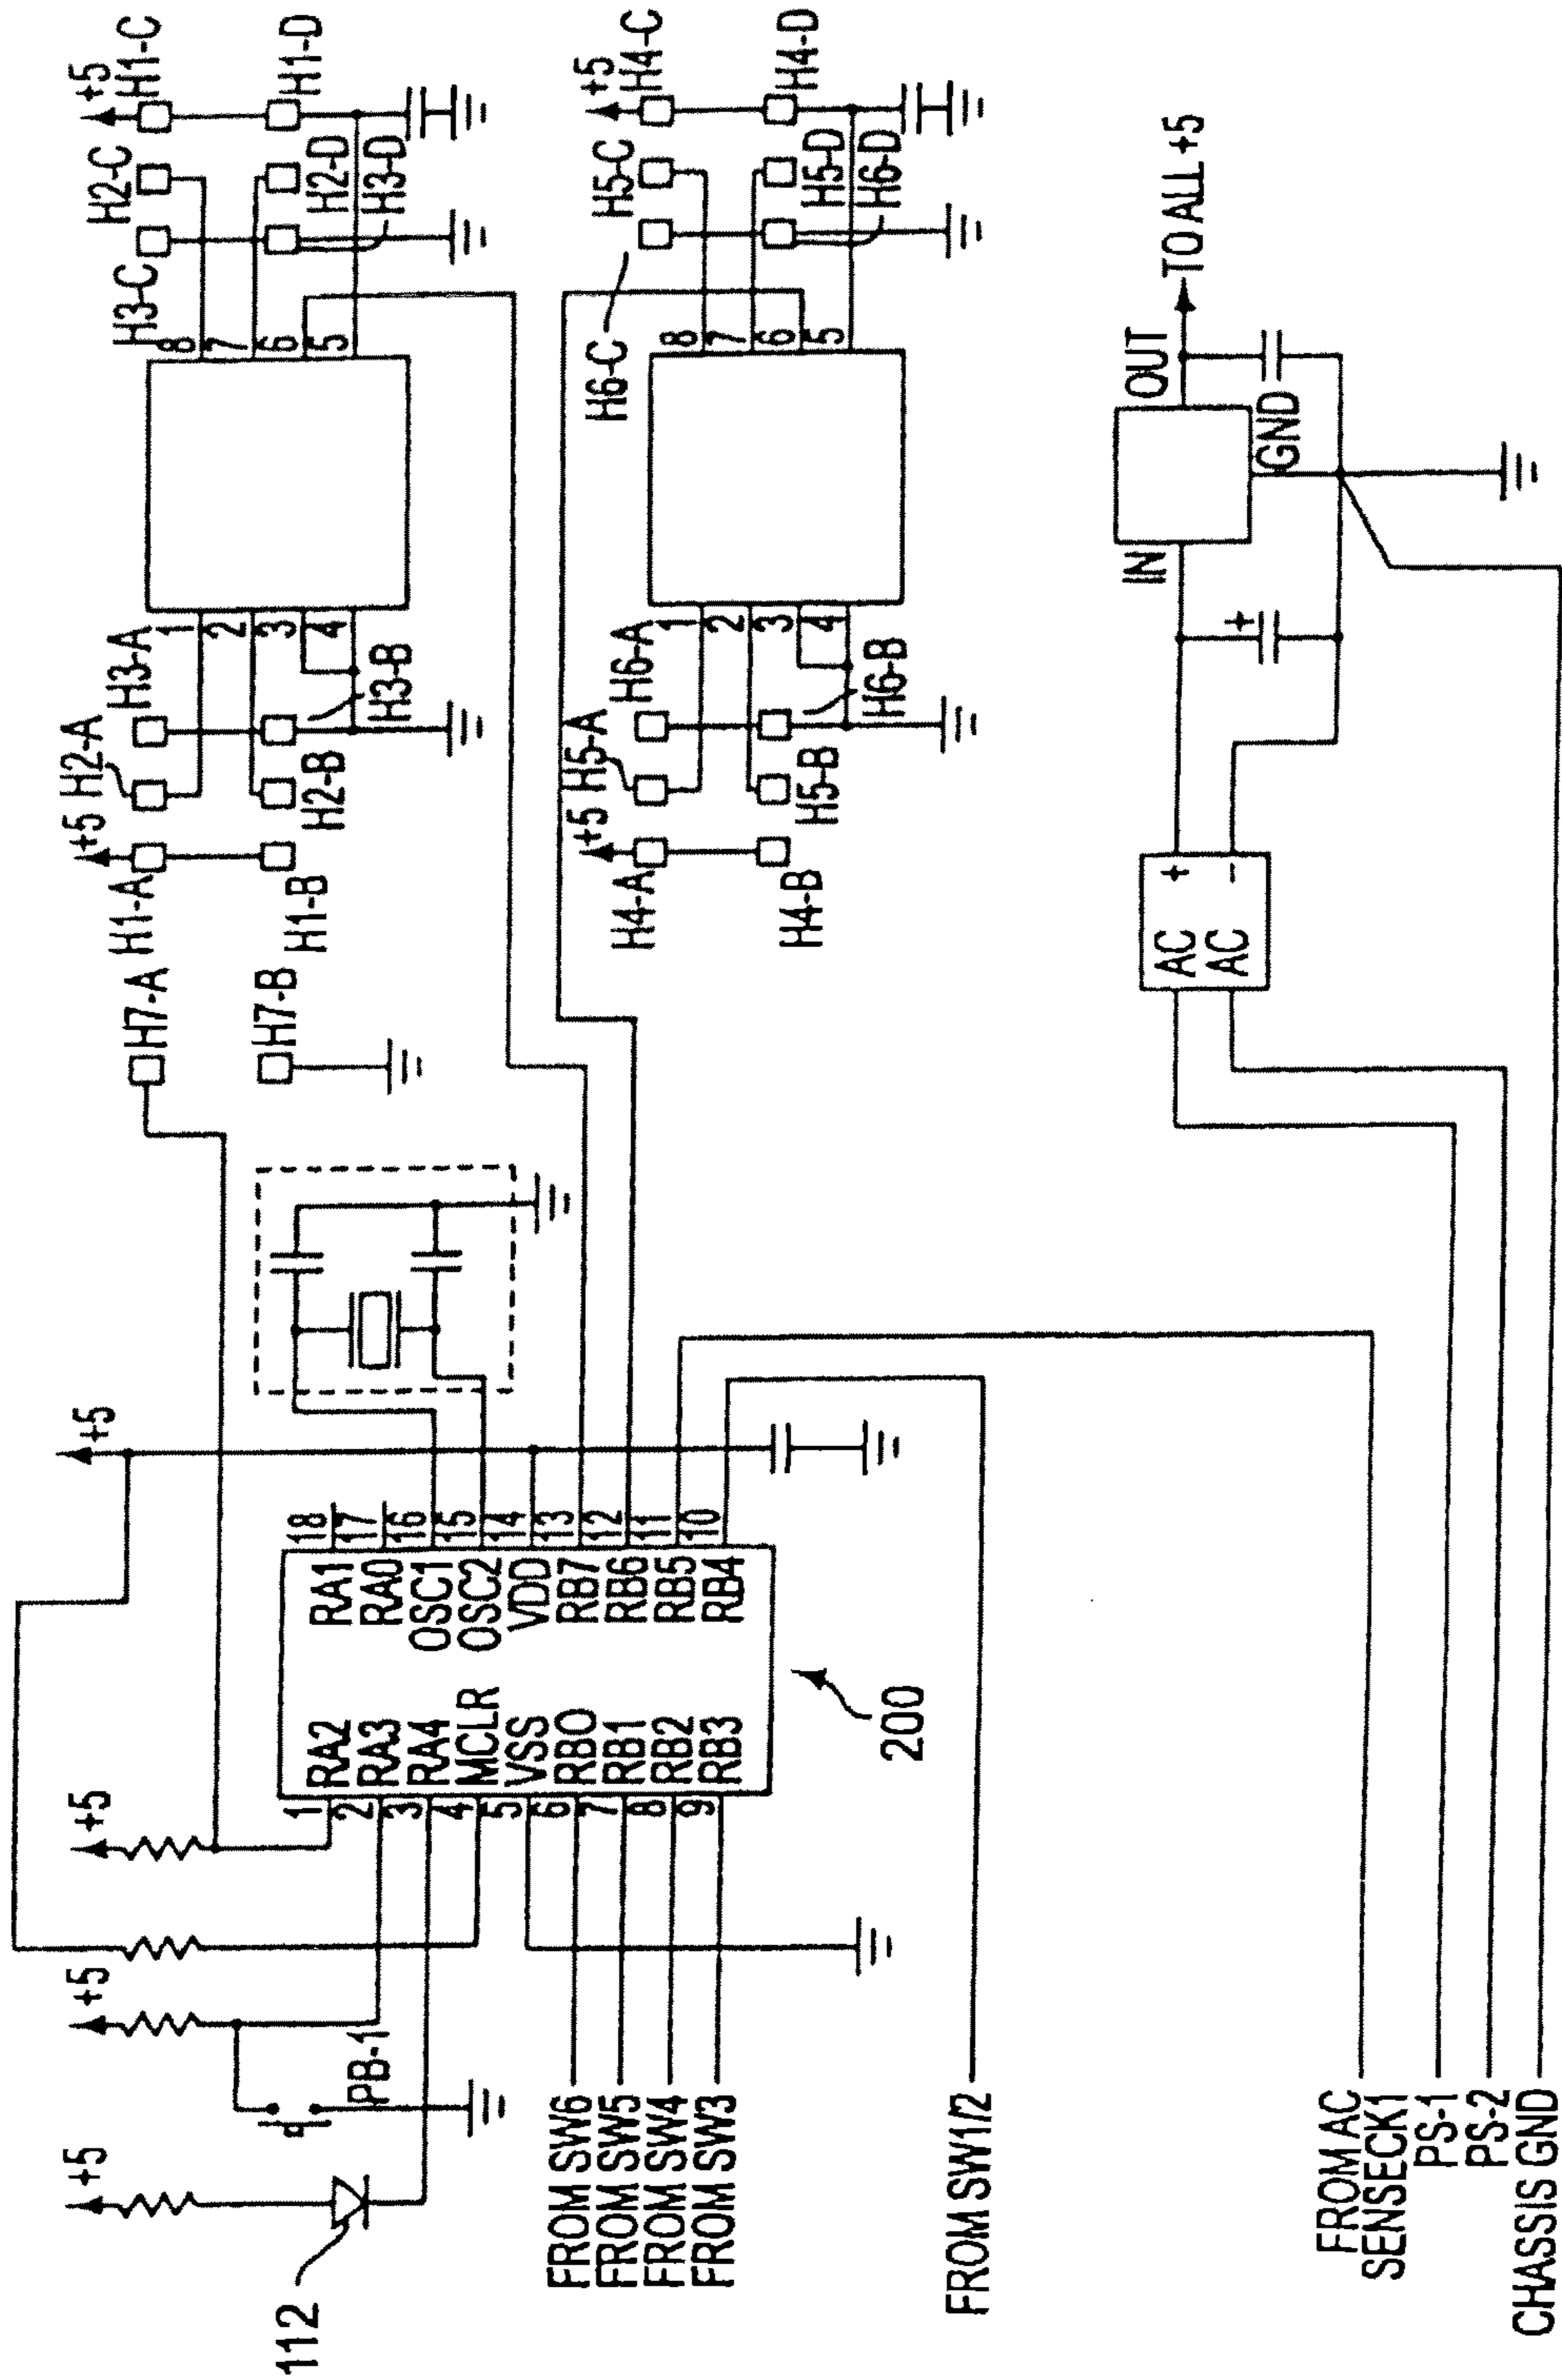 +5
+5
+5
+5
112
PB-1
1
2
3
4
5
6
7
8
9
RA2
RA3
RA4
MCLR
VSS
RBO
RB1
RB2
RB3
RA1
RA0
OSC1
OSC2
VDD
RB7
RB6
RB5
RB4
18
17
16
15
14
13
12
11
10
200
FROM SW6
FROM SW5
FROM SW4
FROM SW3
FROM SW1/2
H7-A
H7-B
H1-A
+5
H2-A
H3-A
H1-B
H2-B
H3-B
1
2
3
4
8
7
6
5
H3-C
H2-C
+5
H1-C
H1-D
H2-D
H3-D
H4-A
+5
H5-A
H6-A
H4-B
H5-B
H6-B
1
2
3
4
8
7
6
5
H6-C
H5-C
+5
H4-C
H4-D
H5-D
H6-D
AC +
AC -
+
IN
OUT
GND
TO ALL +5
FROM AC
SENSECK1
PS-1
PS-2
CHASSIS GND